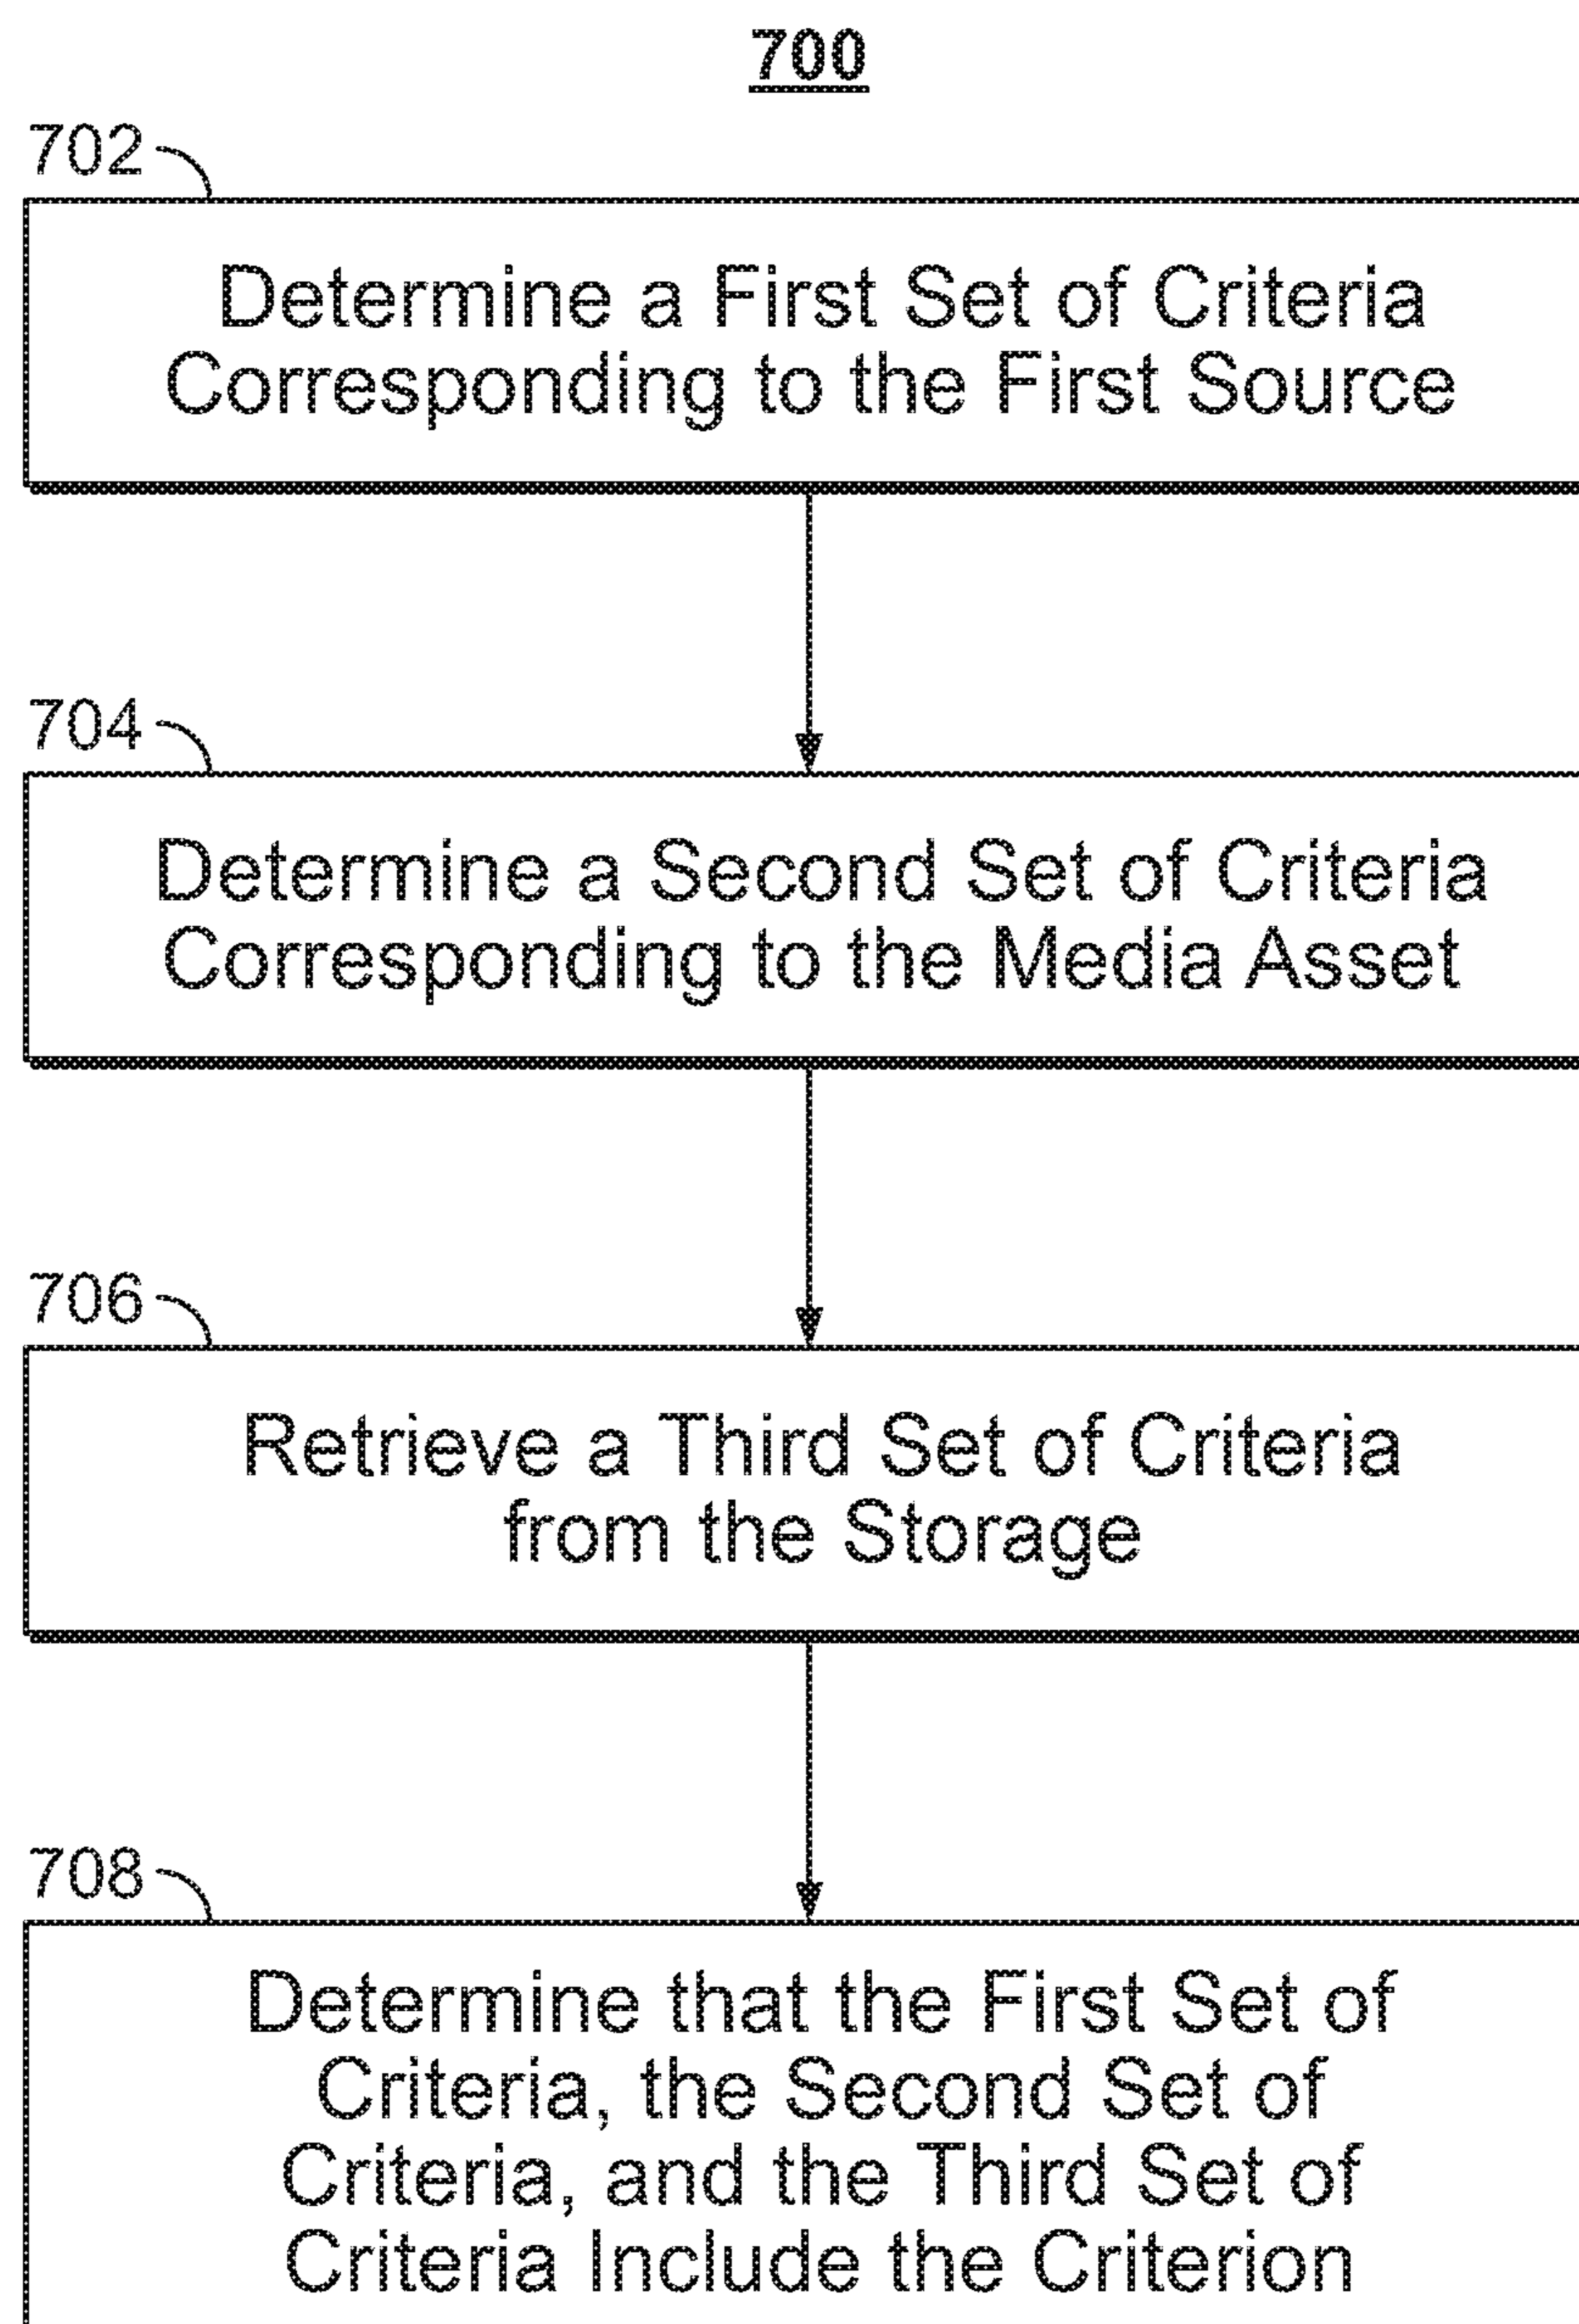 700
702
Determine a First Set of Criteria
Corresponding to the First Source
704
Determine a Second Set of Criteria
Corresponding to the Media Asset
706
Retrieve a Third Set of Criteria
from the Storage
708
Determine that the First Set of
Criteria, the Second Set of
Criteria, and the Third Set of
Criteria Include the Criterion